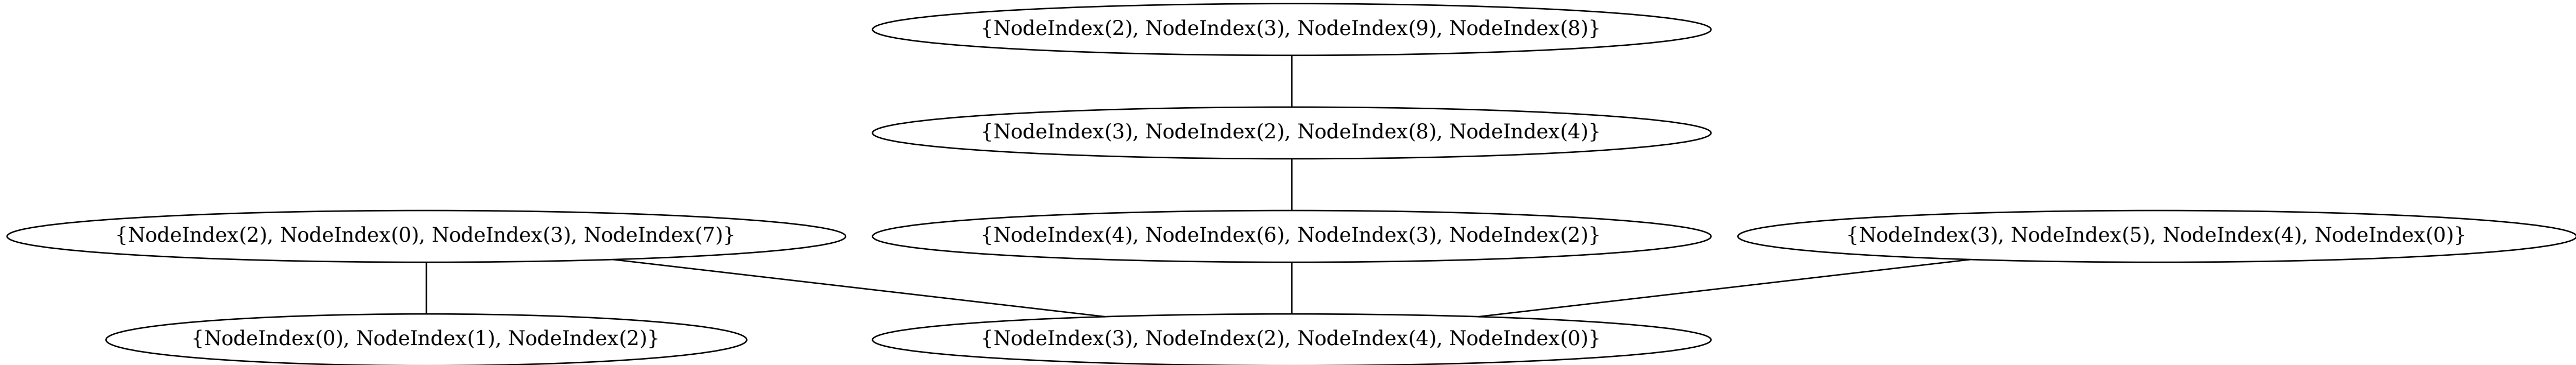 {NodeIndex(2), NodeIndex(3), NodeIndex(9), NodeIndex(8)}
{NodeIndex(3), NodeIndex(2), NodeIndex(8), NodeIndex(4)}
{NodeIndex(2), NodeIndex(0), NodeIndex(3), NodeIndex(7)}
{NodeIndex(4), NodeIndex(6), NodeIndex(3), NodeIndex(2)}
{NodeIndex(3), NodeIndex(5), NodeIndex(4), NodeIndex(0)}
{NodeIndex(0), NodeIndex(1), NodeIndex(2)}
{NodeIndex(3), NodeIndex(2), NodeIndex(4), NodeIndex(0)}